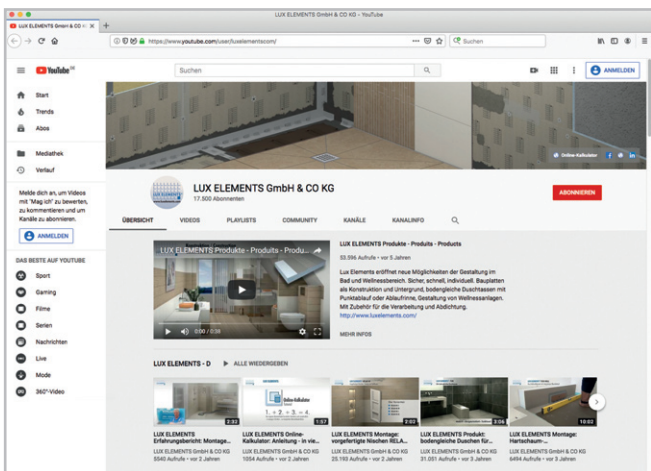 LUX ELEMENTS GmbH & CO KG – YouTube
LUX ELEMENTS GmbH & CO K
https://www.youtube.com/user/luxelementscom/
Suchen
YouTube DE
Suchen
ANMELDEN
Start
Trends
Abos
Mediathek
Verlauf
Melde dich an, um Videos
mit "Mag ich" zu bewerten,
zu kommentieren und um
Kanäle zu abonnieren.
ANMELDEN
DAS BESTE AUF YOUTUBE
Sport
Gaming
Filme
Serien
Nachrichten
Live
Mode
360°-Video
Online-Kalkulator
LUX ELEMENTS GmbH & CO KG
17.500 Abonnenten
ABONNIEREN
ÜBERSICHT VIDEOS PLAYLISTS COMMUNITY KANÄLE KANALINFO
LUX ELEMENTS Produkte - Produits - Produ...
0:00 / 0:38
LUX ELEMENTS Produkte - Produits - Products
53.596 Aufrufe • vor 5 Jahren
Lux Elements eröffnet neue Möglichkeiten der Gestaltung im
Bad und Wellnessbereich. Sicher, schnell, individuell. Bauplatten
als Konstruktion und Untergrund, bodengleiche Duschtassen mit
Punktablauf oder Ablaufrinne, Gestaltung von Wellnessanlagen.
Mit Zubehör für die Verarbeitung und Abdichtung.
http://www.luxelements.com/
MEHR INFOS
LUX ELEMENTS - D ALLE WIEDERGEBEN
Online-Kalkulator
1. + 2. + 3. = 4.
2:32 1:57 2:02 3:06 10:02
LUX ELEMENTS
Erfahrungsbericht: Montage...
LUX ELEMENTS GmbH & CO KG
5540 Aufrufe • vor 2 Jahren
LUX ELEMENTS Online-
Kalkulator: Anleitung - in vie...
LUX ELEMENTS GmbH & CO KG
1054 Aufrufe • vor 2 Jahren
LUX ELEMENTS Montage:
vorgefertigte Nischen RELA...
LUX ELEMENTS GmbH & CO KG
25.193 Aufrufe • vor 2 Jahren
LUX ELEMENTS Produkt:
bodengleiche Duschen für...
LUX ELEMENTS GmbH & CO KG
31.051 Aufrufe • vor 3 Jahren
LUX ELEMENTS Montage:
Hartschaum-...
LUX ELEMENTS GmbH & CO KG
6494 Aufrufe • vor 2 Jahren